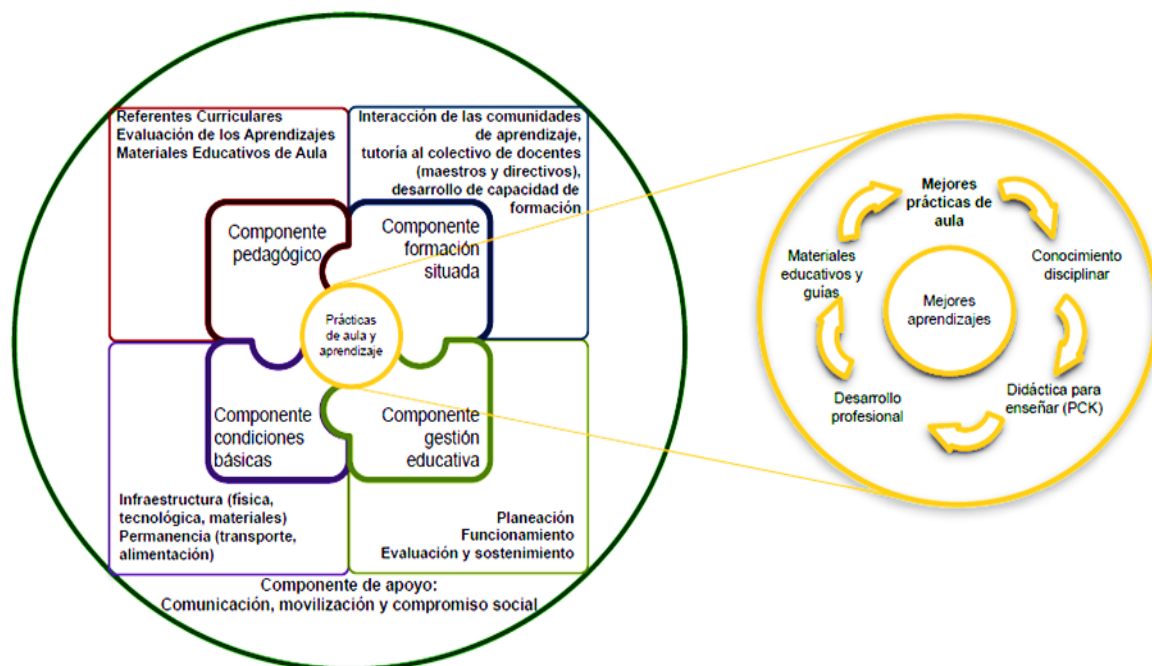 Referentes Curriculares
Evaluación de los Aprendizajes
Materiales Educativos de Aula
Interacción de las comunidades
de aprendizaje,
tutoría al colectivo de docentes
(maestros y directivos),
desarrollo de capacidad de
formación
Componente
pedagógico
Componente
formación
situada
Prácticas
de aula y
aprendizaje
Componente
condiciones
básicas
Componente
gestión
educativa
Infraestructura (física,
tecnológica, materiales)
Permanencia (transporte,
alimentación)
Planeación
Funcionamiento
Evaluación y sostenimiento
Componente de apoyo:
Comunicación, movilización y compromiso social
Mejores
prácticas de
aula
Conocimiento
disciplinar
Didáctica para
enseñar (PCK)
Desarrollo
profesional
Materiales
educativos y
guías
Mejores
aprendizajes